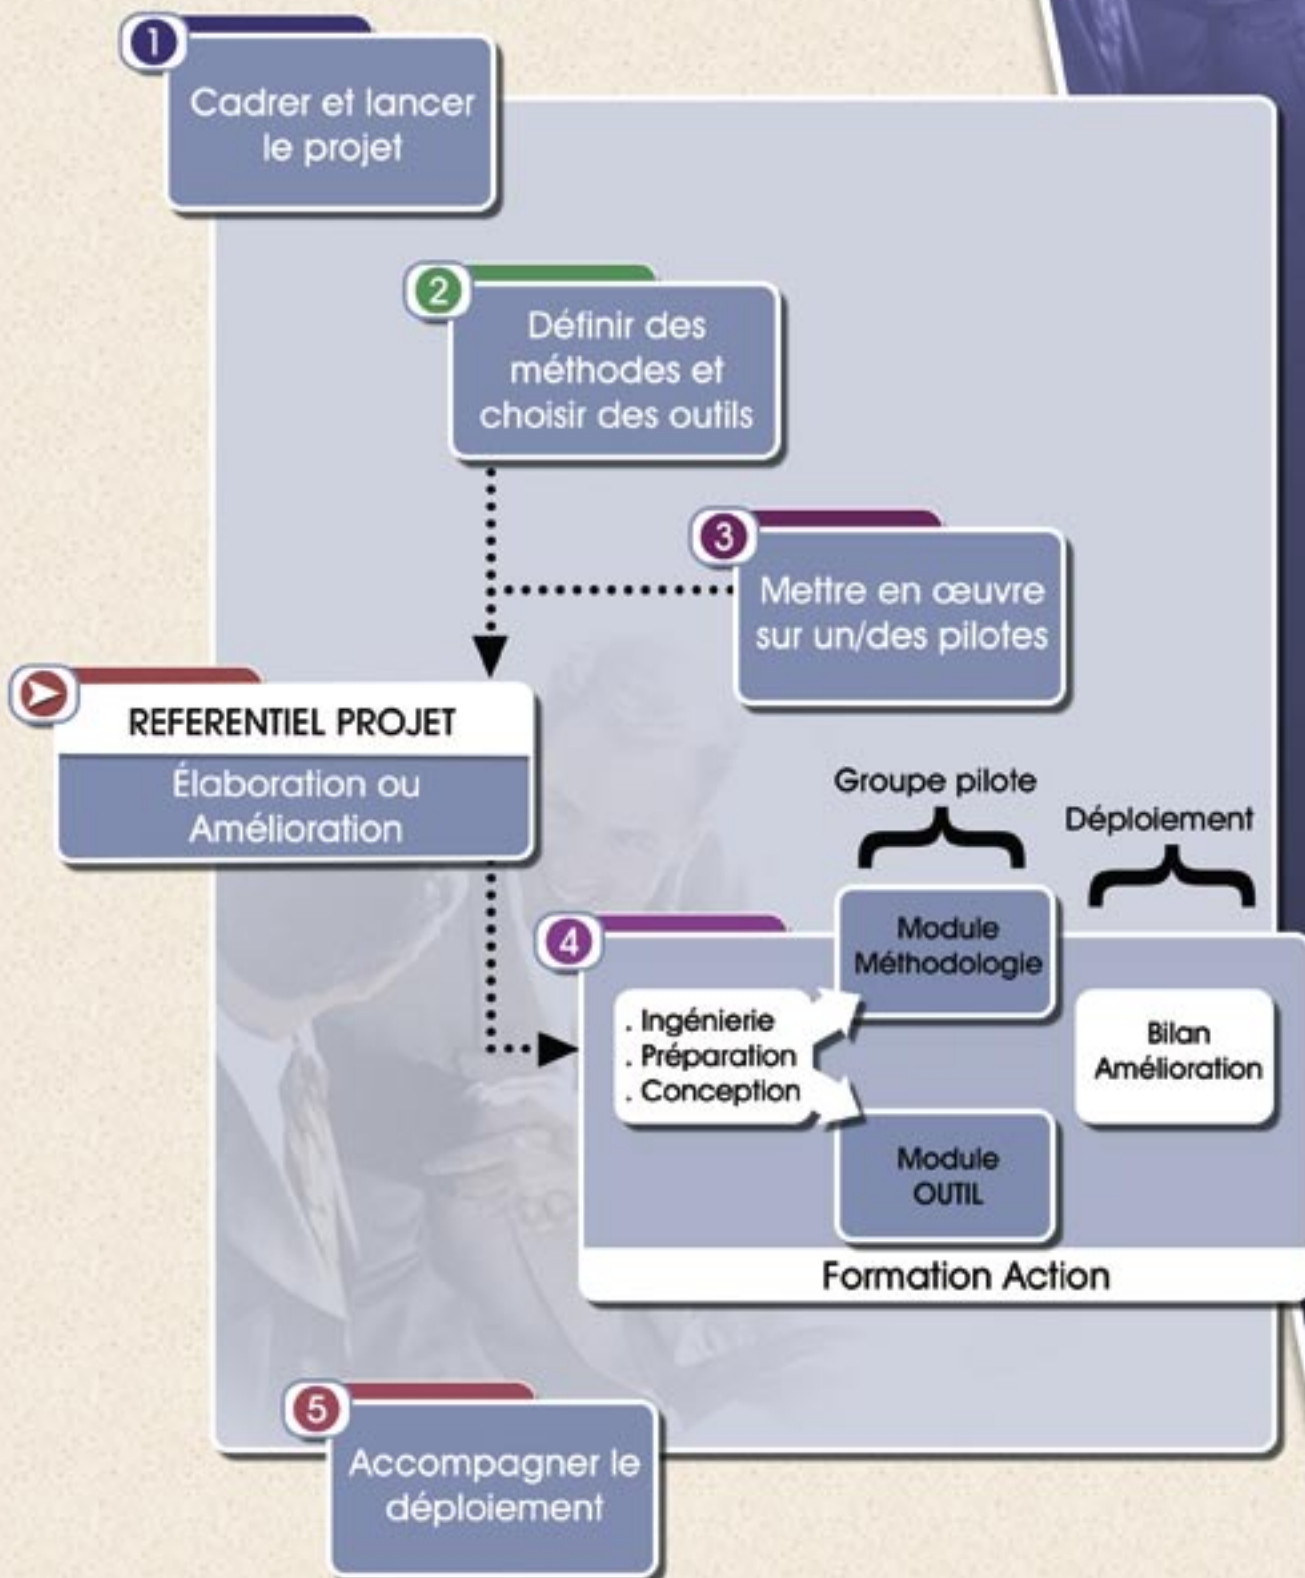 1
Cadrer et lancer
le projet
2
Définir des
méthodes et
choisir des outils
3
Mettre en œuvre
sur un/des pilotes
REFERENTIEL PROJET
Élaboration ou
Amélioration
Groupe pilote
Déploiement
4
Module
Méthodologie
. Ingénierie
. Préparation
. Conception
Bilan
Amélioration
Module
OUTIL
Formation Action
5
Accompagner le
déploiement